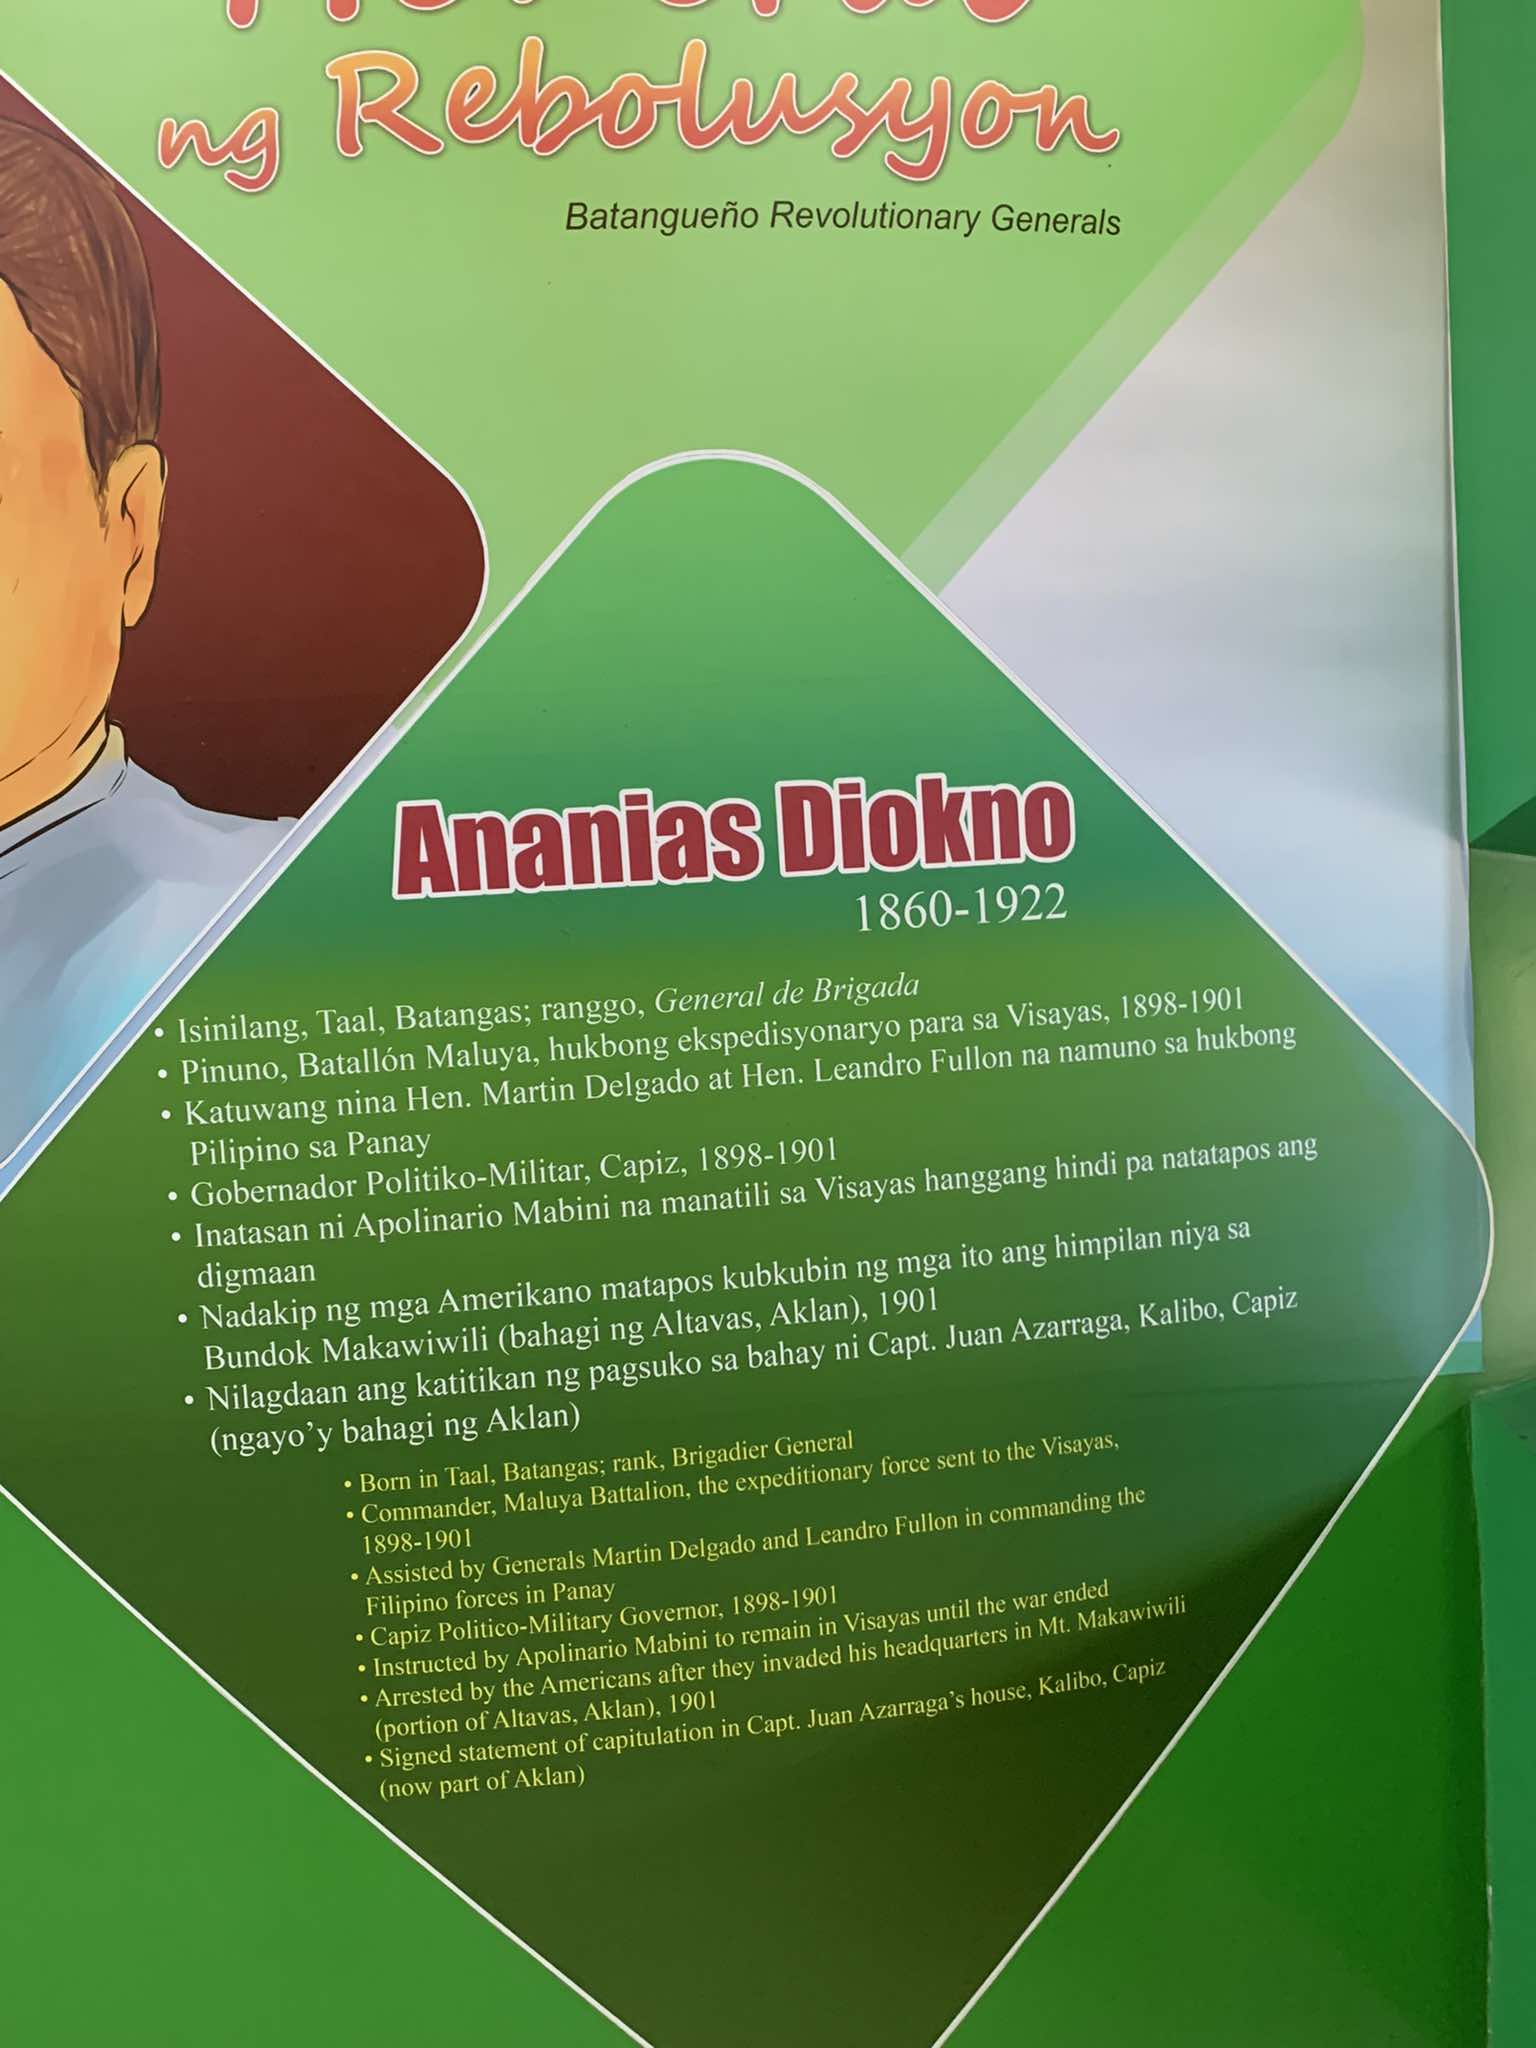 ng Rebolusyon
Batangueño Revolutionary Generals
Ananias Diokno
1860-1922
• Isinilang, Taal, Batangas; ranggo, General de Brigada
• Pinuno, Batallón Maluya, hukbong ekspedisyonaryo para sa Visayas, 1898-1901
• Katuwang nina Hen. Martin Delgado at Hen. Leandro Fullon na namuno sa hukbong
Pilipino sa Panay
• Gobernador Politiko-Militar, Capiz, 1898-1901
• Inatasan ni Apolinario Mabini na manatili sa Visayas hanggang hindi pa natatapos ang
digmaan
• Nadakip ng mga Amerikano matapos kubkubin ng mga ito ang himpilan niya sa
Bundok Makawiwili (bahagi ng Altavas, Aklan), 1901
• Nilagdaan ang katitikan ng pagsuko sa bahay ni Capt. Juan Azarraga, Kalibo, Capiz
(ngayo’y bahagi ng Aklan)
• Born in Taal, Batangas; rank, Brigadier General
• Commander, Maluya Battalion, the expeditionary force sent to the Visayas,
1898-1901
• Assisted by Generals Martin Delgado and Leandro Fullon in commanding the
Filipino forces in Panay
• Capiz Politico-Military Governor, 1898-1901
• Instructed by Apolinario Mabini to remain in Visayas until the war ended
• Arrested by the Americans after they invaded his headquarters in Mt. Makawiwili
(portion of Altavas, Aklan), 1901
• Signed statement of capitulation in Capt. Juan Azarraga’s house, Kalibo, Capiz
(now part of Aklan)